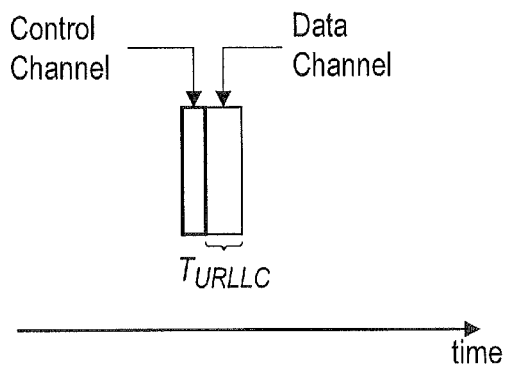 Control
Channel
Data
Channel
TURLLC
time